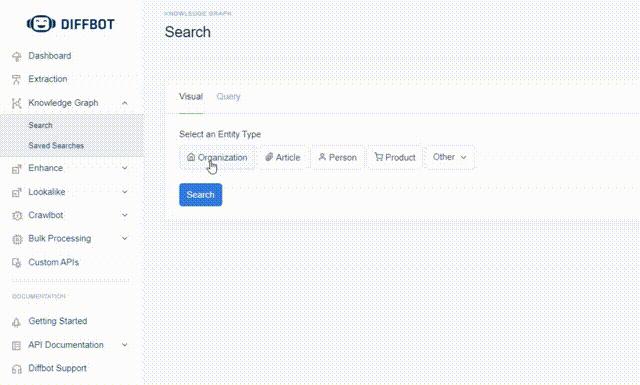 DIFFBOT
Dashboard
Extraction
Knowledge Graph
Search
Saved Searches
Enhance
Lookalike
Crawlbot
Bulk Processing
Custom APIs
DOCUMENTATION
Getting Started
API Documentation
Diffbot Support
KNOWLEDGE GRAPH
Search
Visual Query
Select an Entity Type
Organization Article Person Product Other
Search